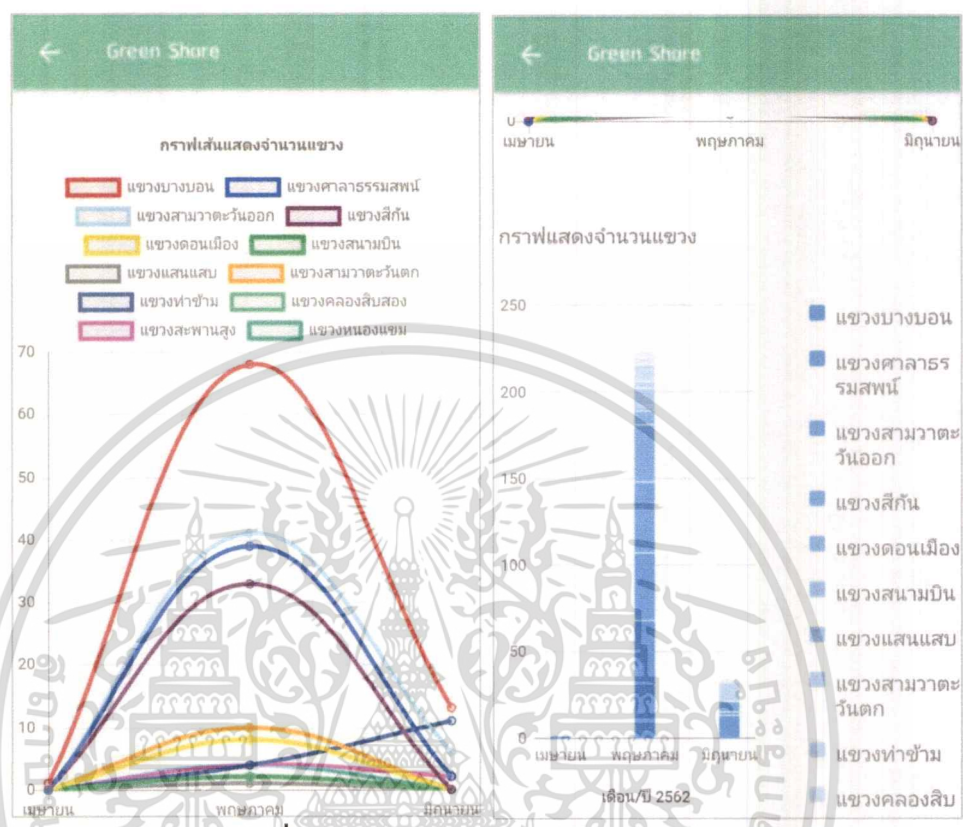 Green Share
กราฟเส้นแสดงจำนวนแขวง
แขวงบางบอน แขวงศาลาธรรมสพน์
แขวงสามวาตะวันออก แขวงสีกัน
แขวงดอนเมือง แขวงสนามบิน
แขวงแสนแสบ แขวงสามวาตะวันตก
แขวงท่าข้าม แขวงคลองสิบสอง
แขวงสะพานสูง แขวงหนองแขม
70
60
50
40
30
20
10
0
เมษายน พฤษภาคม มิถุนายน
Green Share
0
เมษายน พฤษภาคม มิถุนายน
กราฟแสดงจำนวนแขวง
250
200
150
100
50
0
เมษายน พฤษภาคม มิถุนายน
เดือน/ปี 2562
แขวงบางบอน
แขวงศาลาธร
รมสพน์
แขวงสามวาตะ
วันออก
แขวงสีกัน
แขวงดอนเมือง
แขวงสนามบิน
แขวงแสนแสบ
แขวงสามวาตะ
วันตก
แขวงท่าข้าม
แขวงคลองสิบ